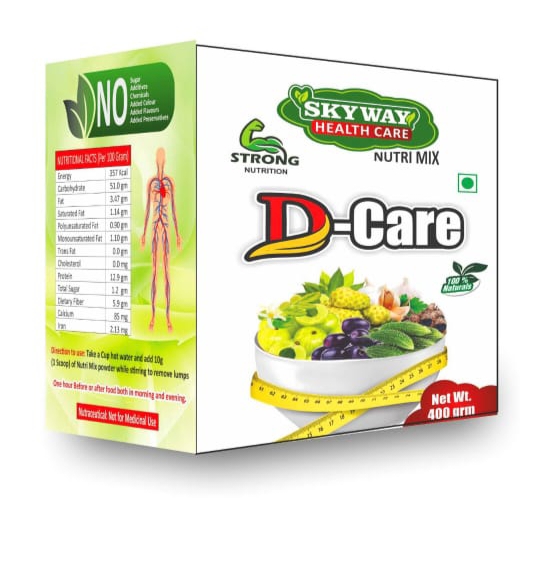 NO
Sugar
Additives
Chemicals
Added Colour
Added Flavours
Added Preservatives
NUTRITIONAL FACTS (Per 100 Gram)
Energy 357 Kcal
Carbohydrate 51.0 gm
Fat 3.47 gm
Saturated Fat 1.14 gm
Polyunsaturated Fat 0.90 gm
Monounsaturated Fat 1.10 gm
Trans Fat 0.0 gm
Cholesterol 0.0 mg
Protein 12.9 gm
Total Sugar 1.2 gm
Dietary Fiber 5.9 gm
Calcium 85 mg
Iron 2.13 mg
Direction to use: Take a Cup hot water and add 10g
(1 Scoop) of Nutri Mix powder while stirring to remove lumps
One hour Before or after food both in morning and evening.
Nutraceutical: Not for Medicinal Use
SKYWAY
HEALTH CARE
NUTRI MIX
STRONG
NUTRITION
D-Care
100 %
Naturals
Net Wt.
400 grm